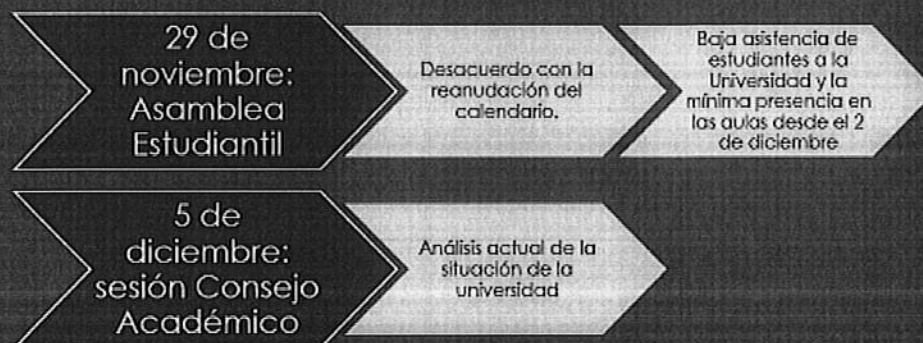 29 de
noviembre:
Asamblea
Estudiantil
Desacuerdo con la
reanudación del
calendario.
Baja asistencia de
estudiantes a la
Universidad y la
mínima presencia en
las aulas desde el 2
de diciembre
5 de
diciembre:
sesión Consejo
Académico
Análisis actual de la
situación de la
universidad